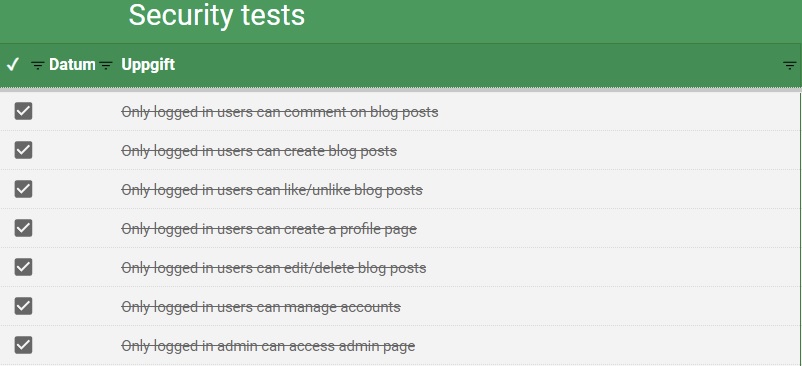 Security tests
✓ Datum Uppgift
Only logged in users can comment on blog posts
Only logged in users can create blog posts
Only logged in users can like/unlike blog posts
Only logged in users can create a profile page
Only logged in users can edit/delete blog posts
Only logged in users can manage accounts
Only logged in admin can access admin page